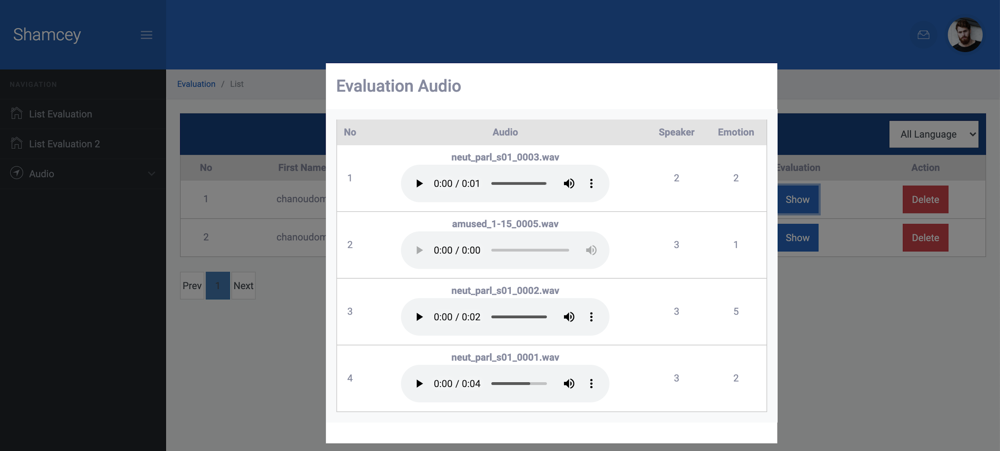 Shamcey
NAVIGATION
List Evaluation
List Evaluation 2
Audio
Evaluation / List
All Language
No First Name Evaluation Action
1 chanoudom Show Delete
2 chanoudom Show Delete
Prev 1 Next
Evaluation Audio
No Audio Speaker Emotion
neut_parl_s01_0003.wav
1 0:00 / 0:01 2 2
amused_1-15_0005.wav
2 0:00 / 0:00 3 1
neut_parl_s01_0002.wav
3 0:00 / 0:02 3 5
neut_parl_s01_0001.wav
4 0:00 / 0:04 3 2